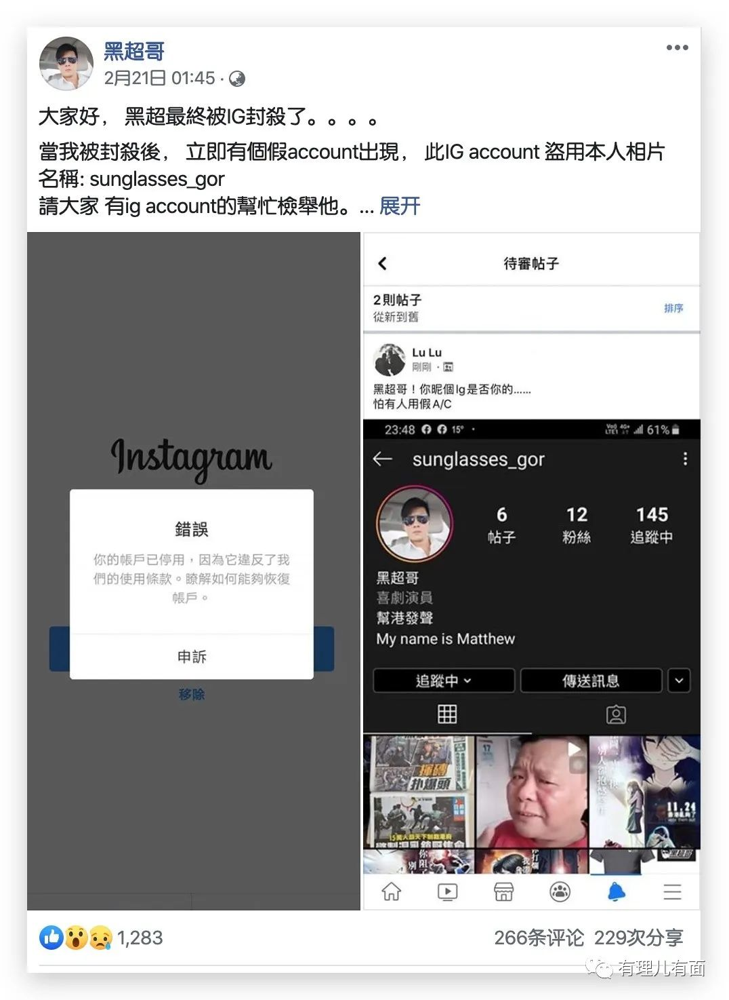 黑超哥
2月21日 01:45 ·
大家好， 黑超最終被IG封殺了。。。。
當我被封殺後， 立即有個假account出現， 此IG account 盜用本人相片
名稱: sunglasses_gor
請大家 有ig account的幫忙檢舉他。... 展开
Instagram
錯誤
你的帳戶已停用，因為它違反了我
們的使用條款。瞭解如何能夠恢復
帳戶。
申訴
移除
待審帖子
2則帖子
從新到舊
排序
Lu Lu
剛剛 ·
黑超哥！你昵個Ig是否你的......
怕有人用假A/C
23:48 15° · VoLTE1 4G+ 61%
sunglasses_gor
6 12 145
帖子 粉絲 追蹤中
黑超哥
喜劇演員
幫港發聲
My name is Matthew
追蹤中 傳送訊息
17
揮磚
扑爆頭
11.24
1,283
266条评论 229次分享
有理儿有面